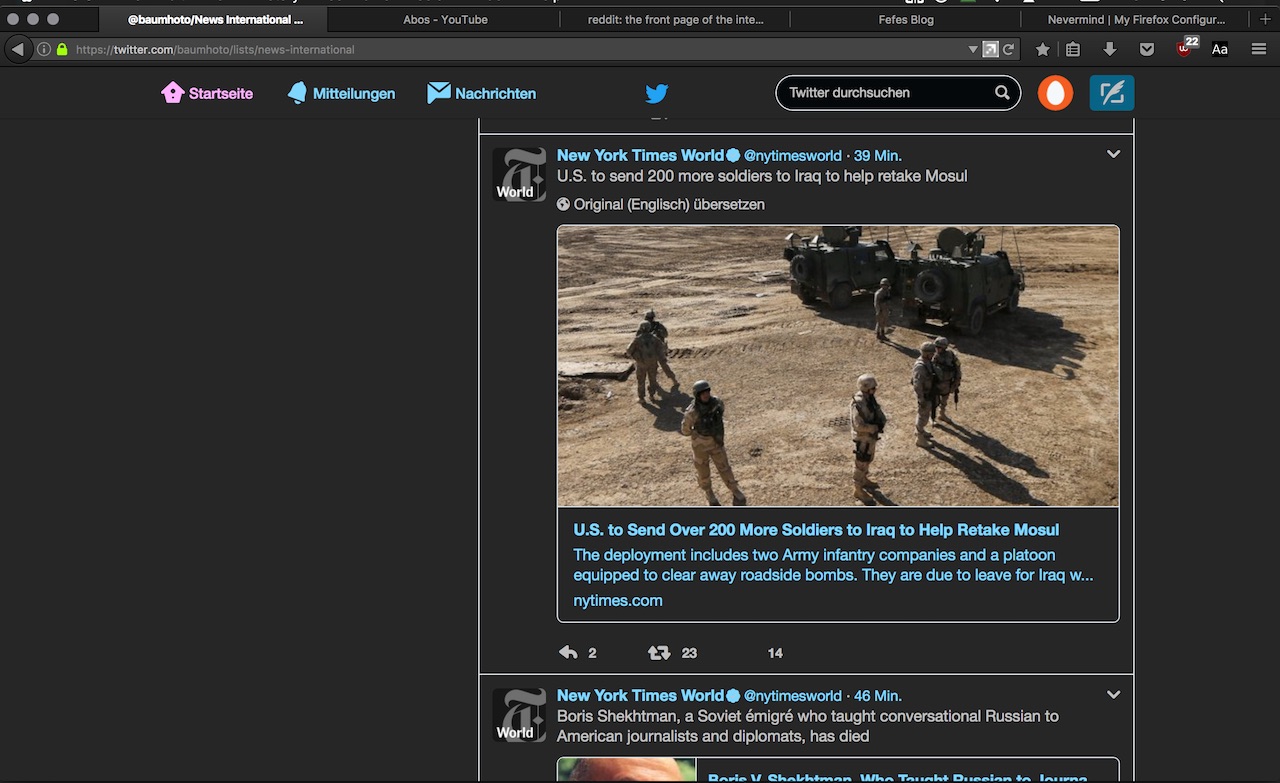 @baumhoto/News International ...
Abos - YouTube
reddit: the front page of the inte...
Fefes Blog
Nevermind | My Firefox Configur...
https://twitter.com/baumhoto/lists/news-international
22
Aa
Startseite
Mitteilungen
Nachrichten
Twitter durchsuchen
New York Times World @nytimesworld · 39 Min.
U.S. to send 200 more soldiers to Iraq to help retake Mosul
World
Original (Englisch) übersetzen
U.S. to Send Over 200 More Soldiers to Iraq to Help Retake Mosul
The deployment includes two Army infantry companies and a platoon
equipped to clear away roadside bombs. They are due to leave for Iraq w...
nytimes.com
2 23 14
New York Times World @nytimesworld · 46 Min.
Boris Shekhtman, a Soviet émigré who taught conversational Russian to
World
American journalists and diplomats, has died
Boris V. Shekhtman, Who Taught Russian to Journa